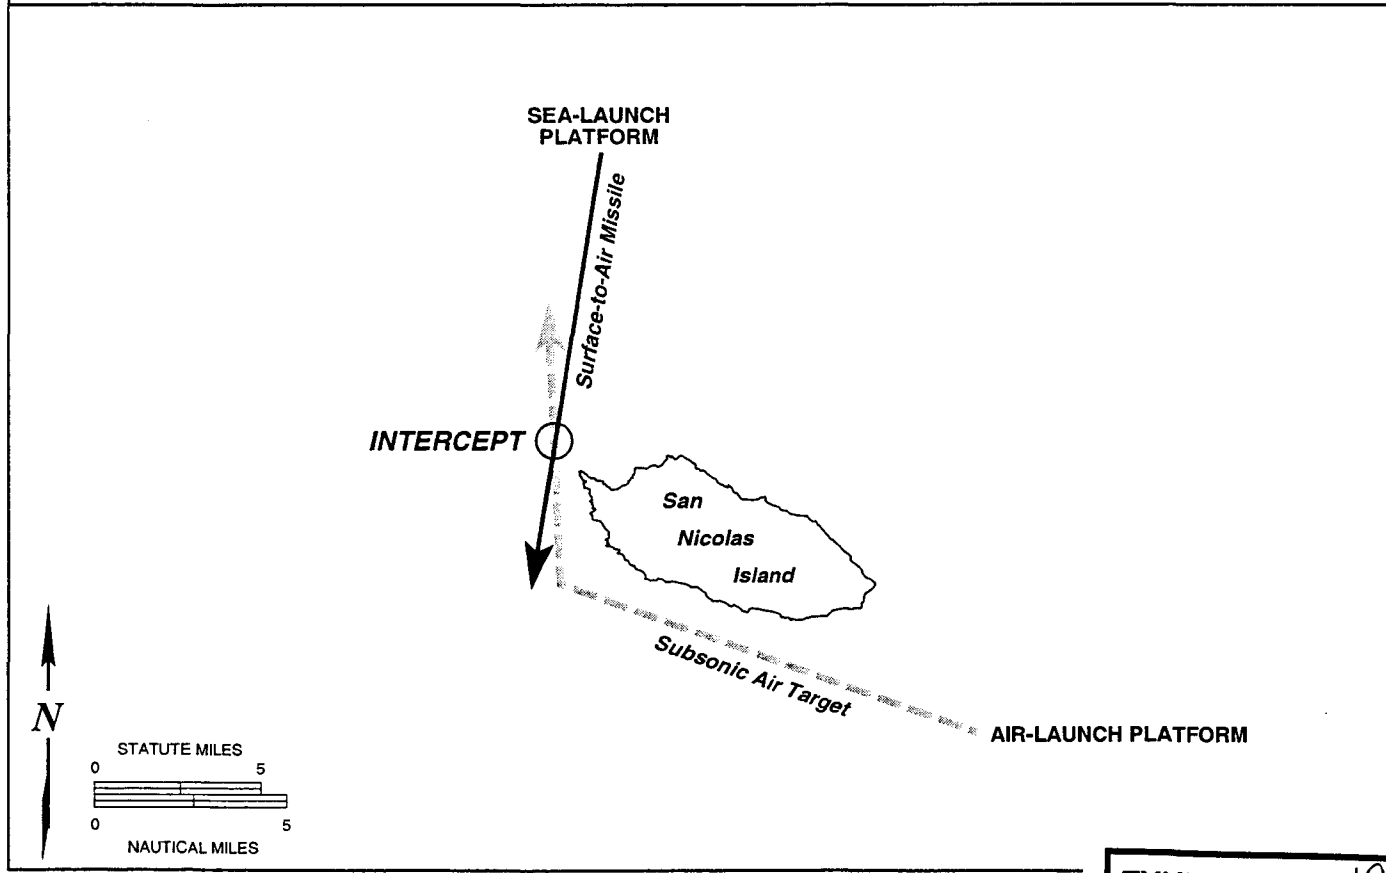 SEA-LAUNCH
PLATFORM
Surface-to-Air Missile
INTERCEPT
San
Nicolas
Island
Subsonic Air Target
AIR-LAUNCH PLATFORM
N
STATUTE MILES
0 5
0 5
NAUTICAL MILES